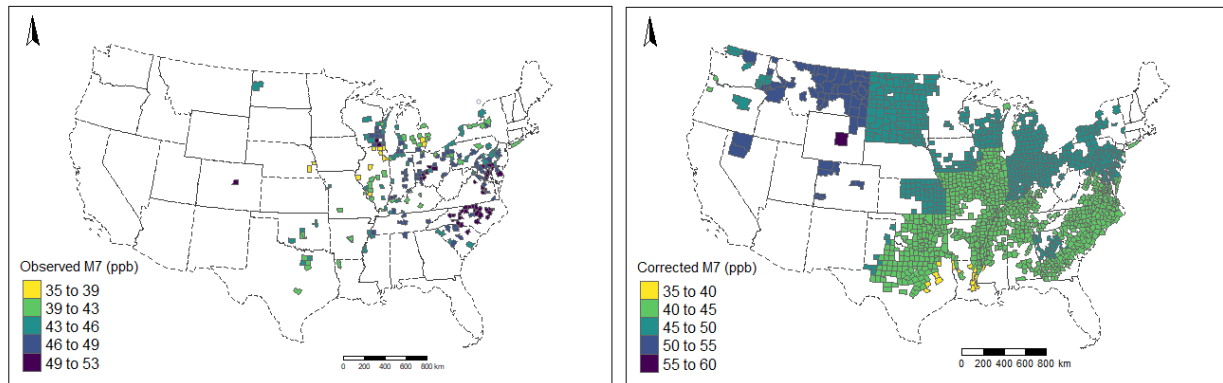 Observed M7 (ppb)
35 to 39
39 to 43
43 to 46
46 to 49
49 to 53
0 200 400 600 800 km
Corrected M7 (ppb)
35 to 40
40 to 45
45 to 50
50 to 55
55 to 60
0 200 400 600 800 km